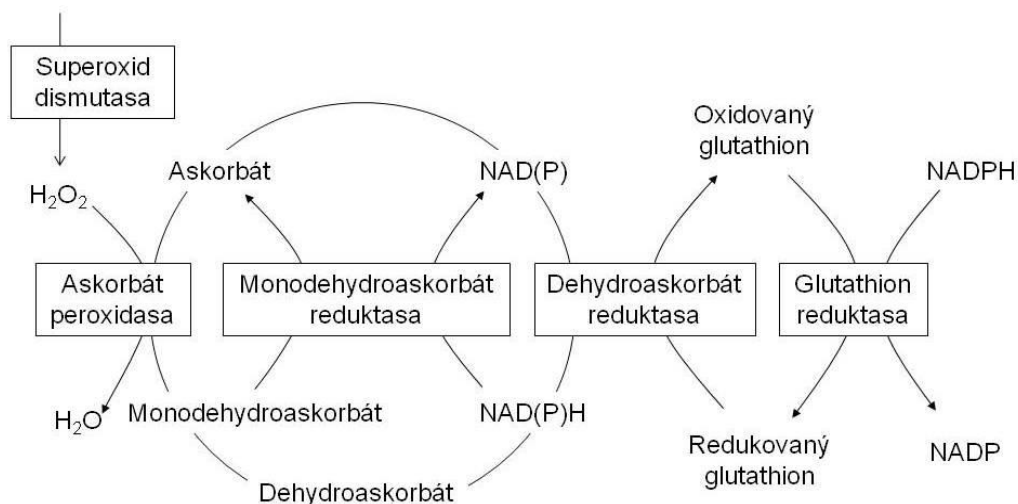 Superoxid
dismutasa
Oxidovaný
glutathion
Askorbát
NAD(P)
NADPH
H₂O₂
Askorbát
peroxidasa
Monodehydroaskorbát
reduktasa
Dehydroaskorbát
reduktasa
Glutathion
reduktasa
H₂O
Monodehydroaskorbát
NAD(P)H
Redukovaný
glutathion
NADP
Dehydroaskorbát